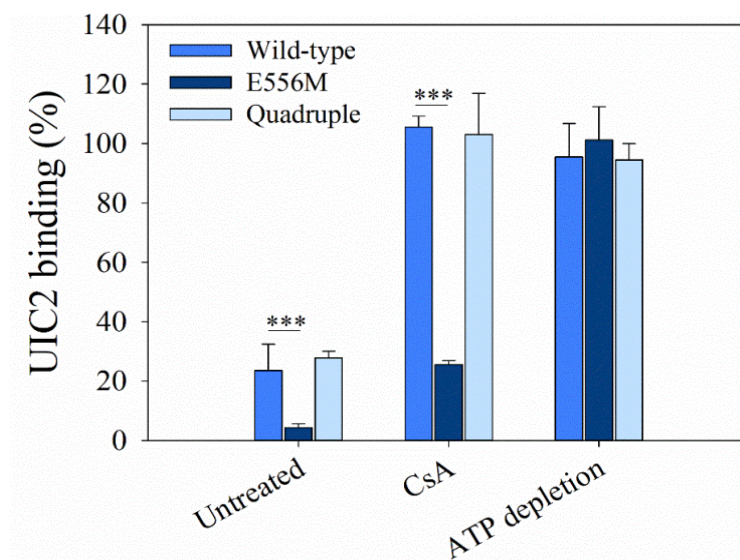 140
120
100
80
60
40
20
0
UIC2 binding (%)
Wild-type
E556M
Quadruple
***
***
Untreated
CsA
ATP depletion